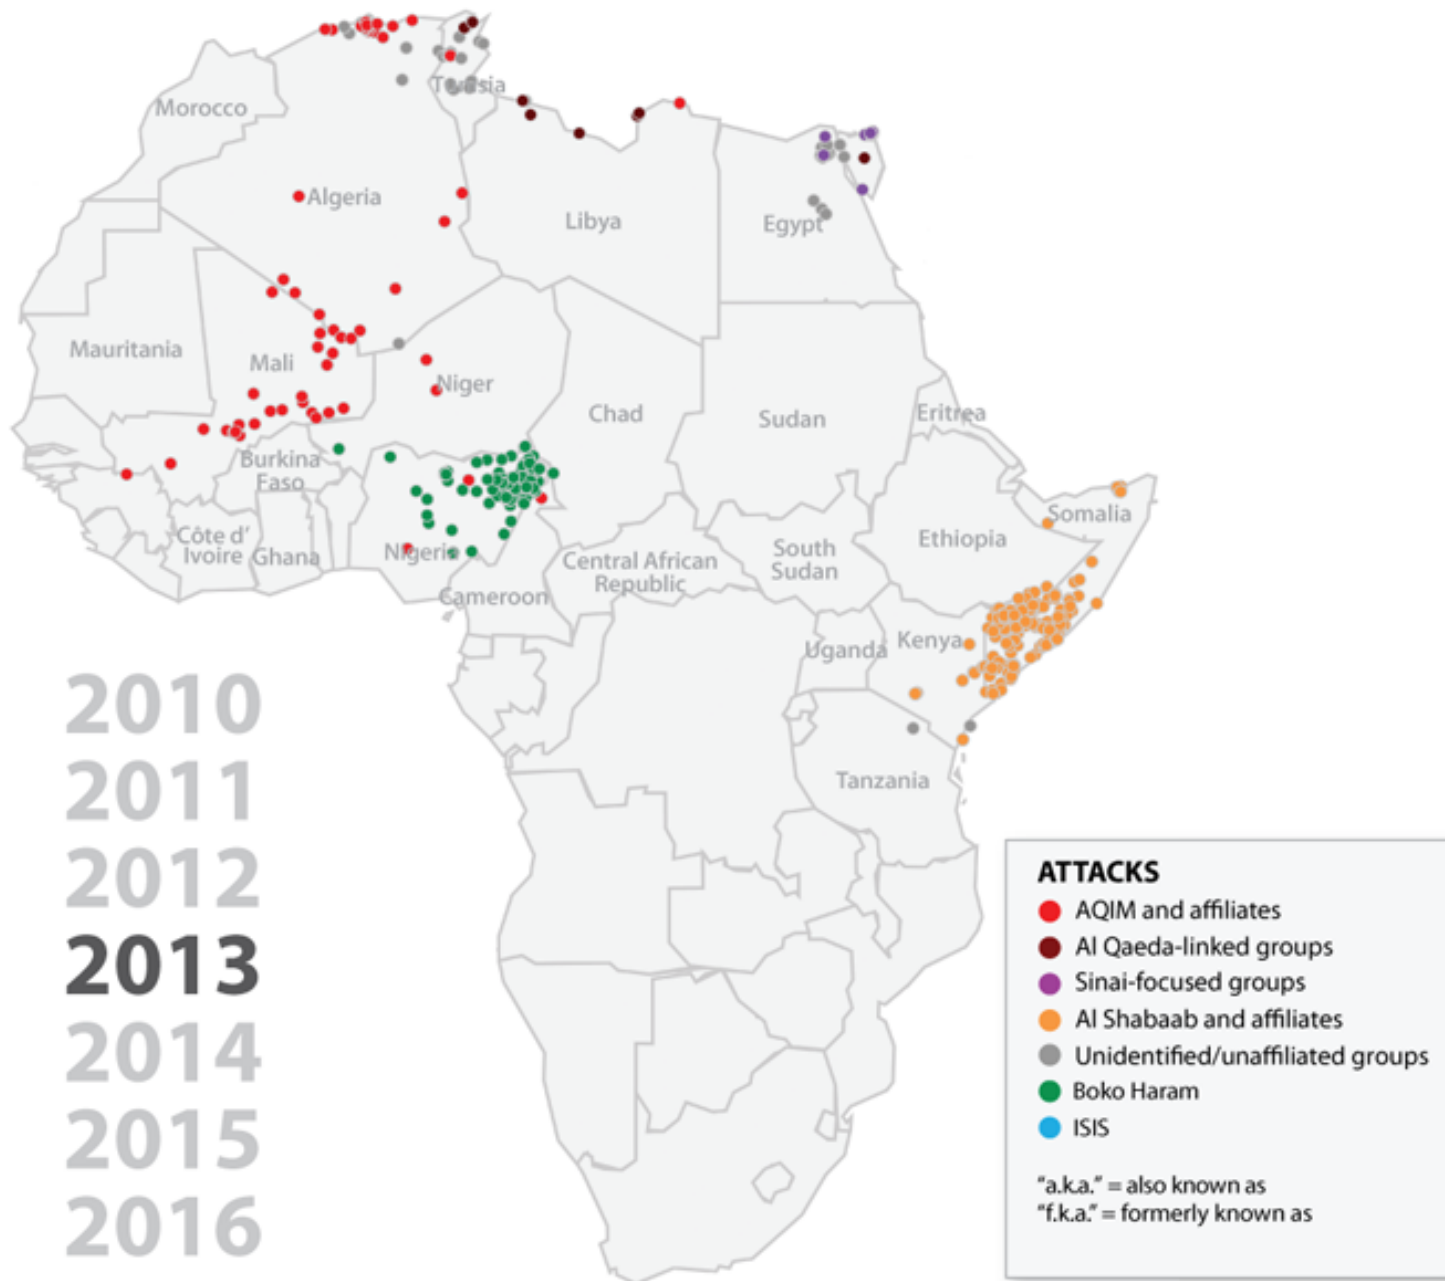 Tunisia
Morocco
Algeria
Libya
Egypt
Mauritania
Mali
Niger
Chad
Sudan
Eritrea
Burkina
Faso
Côte d’
Ivoire
Ghana
Nigeria
Cameroon
Central African
Republic
South
Sudan
Ethiopia
Somalia
Uganda
Kenya
Tanzania
2010
2011
2012
2013
2014
2015
2016
ATTACKS
AQIM and affiliates
Al Qaeda-linked groups
Sinai-focused groups
Al Shabaab and affiliates
Unidentified/unaffiliated groups
Boko Haram
ISIS
“a.k.a.” = also known as
“f.k.a.” = formerly known as